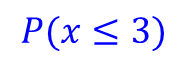 P(x ≤ 3)